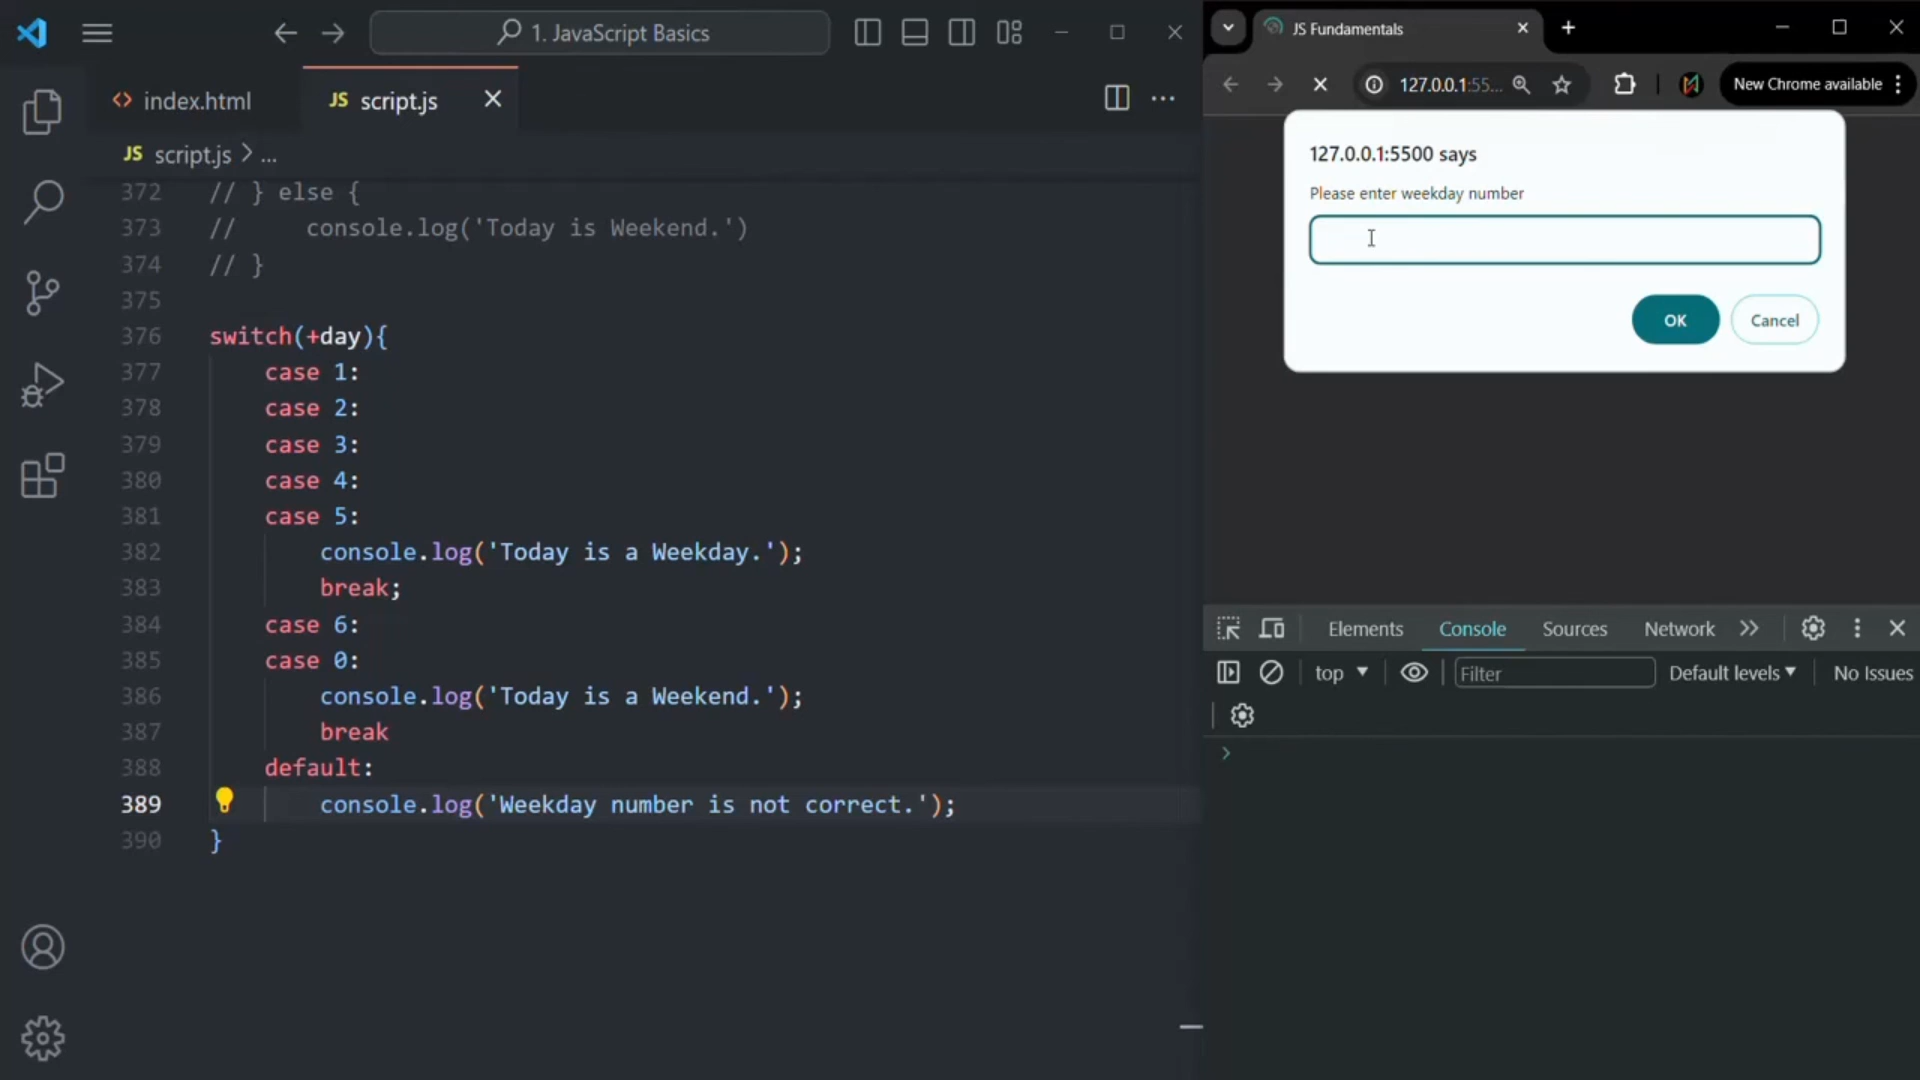 1. JavaScript Basics
index.html
JS script.js
JS script.js > ...
372 // } else {
373 //     console.log('Today is Weekend.')
374 // }
375
376 switch(+day){
377     case 1:
378     case 2:
379     case 3:
380     case 4:
381     case 5:
382         console.log('Today is a Weekday.');
383         break;
384     case 6:
385     case 0:
386         console.log('Today is a Weekend.');
387         break
388     default:
389         console.log('Weekday number is not correct.');
390 }
JS Fundamentals
127.0.0.1:55...
New Chrome available
127.0.0.1:5500 says
Please enter weekday number
OK
Cancel
Elements Console Sources Network
top Filter Default levels No Issues